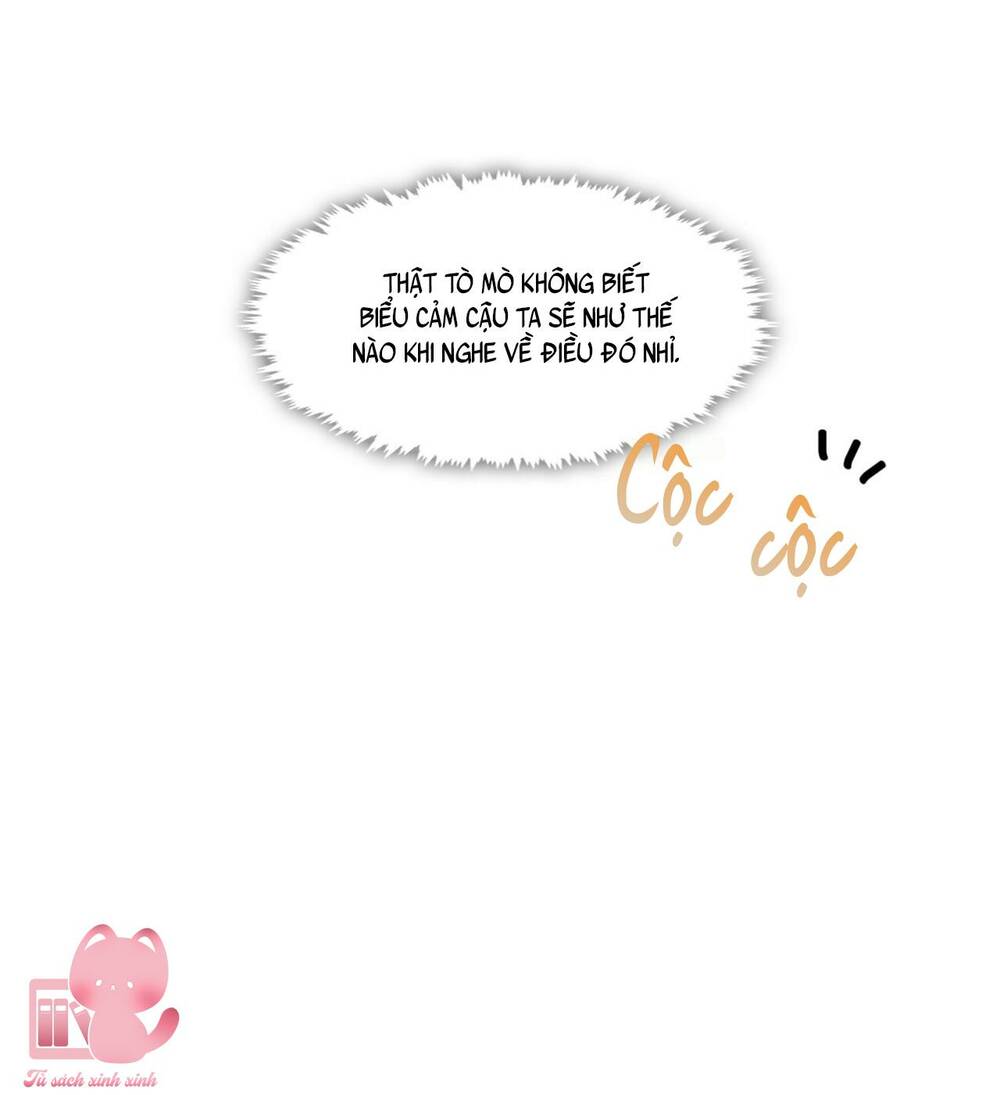 THẬT TÒ MÒ KHÔNG BIẾT
BIỂU CẢM CẬU TA SẼ NHƯ THẾ
NÀO KHI NGHE VỀ ĐIỀU ĐÓ NHỈ.
Cộc
cộc
Tủ sách xinh xinh